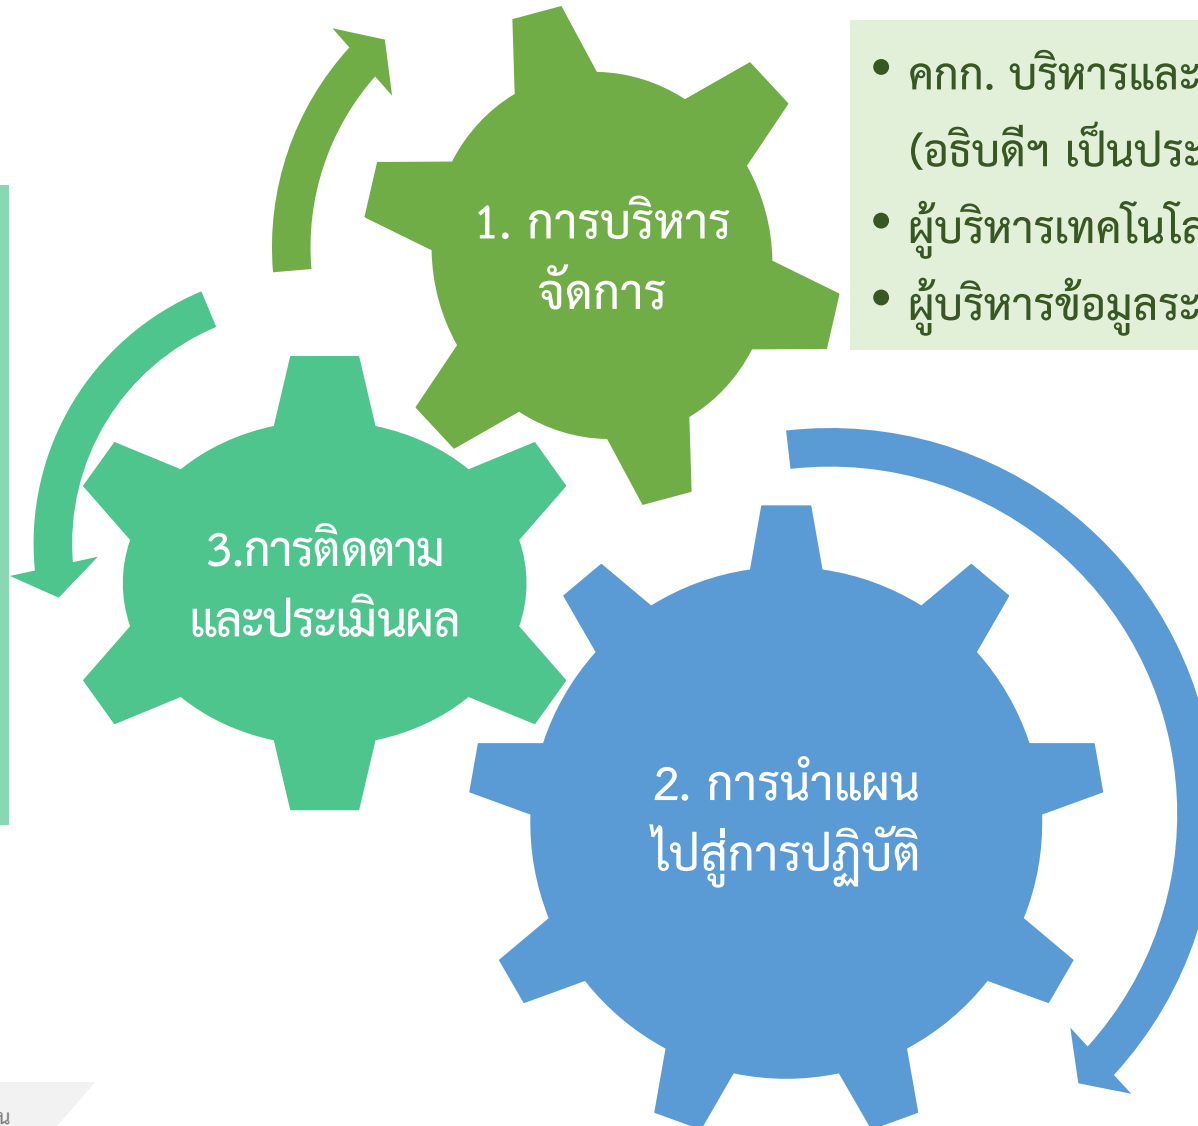 • คกก. บริหารและ
(อธิบดีฯ เป็นประ
• ผู้บริหารเทคโนโล
• ผู้บริหารข้อมูลระ
1. การบริหาร
จัดการ
3.การติดตาม
และประเมินผล
2. การนำแผน
ไปสู่การปฏิบัติ
น